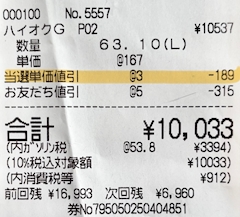 000100 No.5557
ハイオクG P02 ¥10537
数量 63.10(L)
単価 @167
当選単価値引 @3 -189
お友だち値引 @5 -315
合計 ¥10,033
(内ガソリン税 @53.8 ¥3394)
(10%税込対象額 ¥10033)
(内消費税等 ¥912)
前回残 ¥16,993 次回残 ¥6,960
券No795050250404851